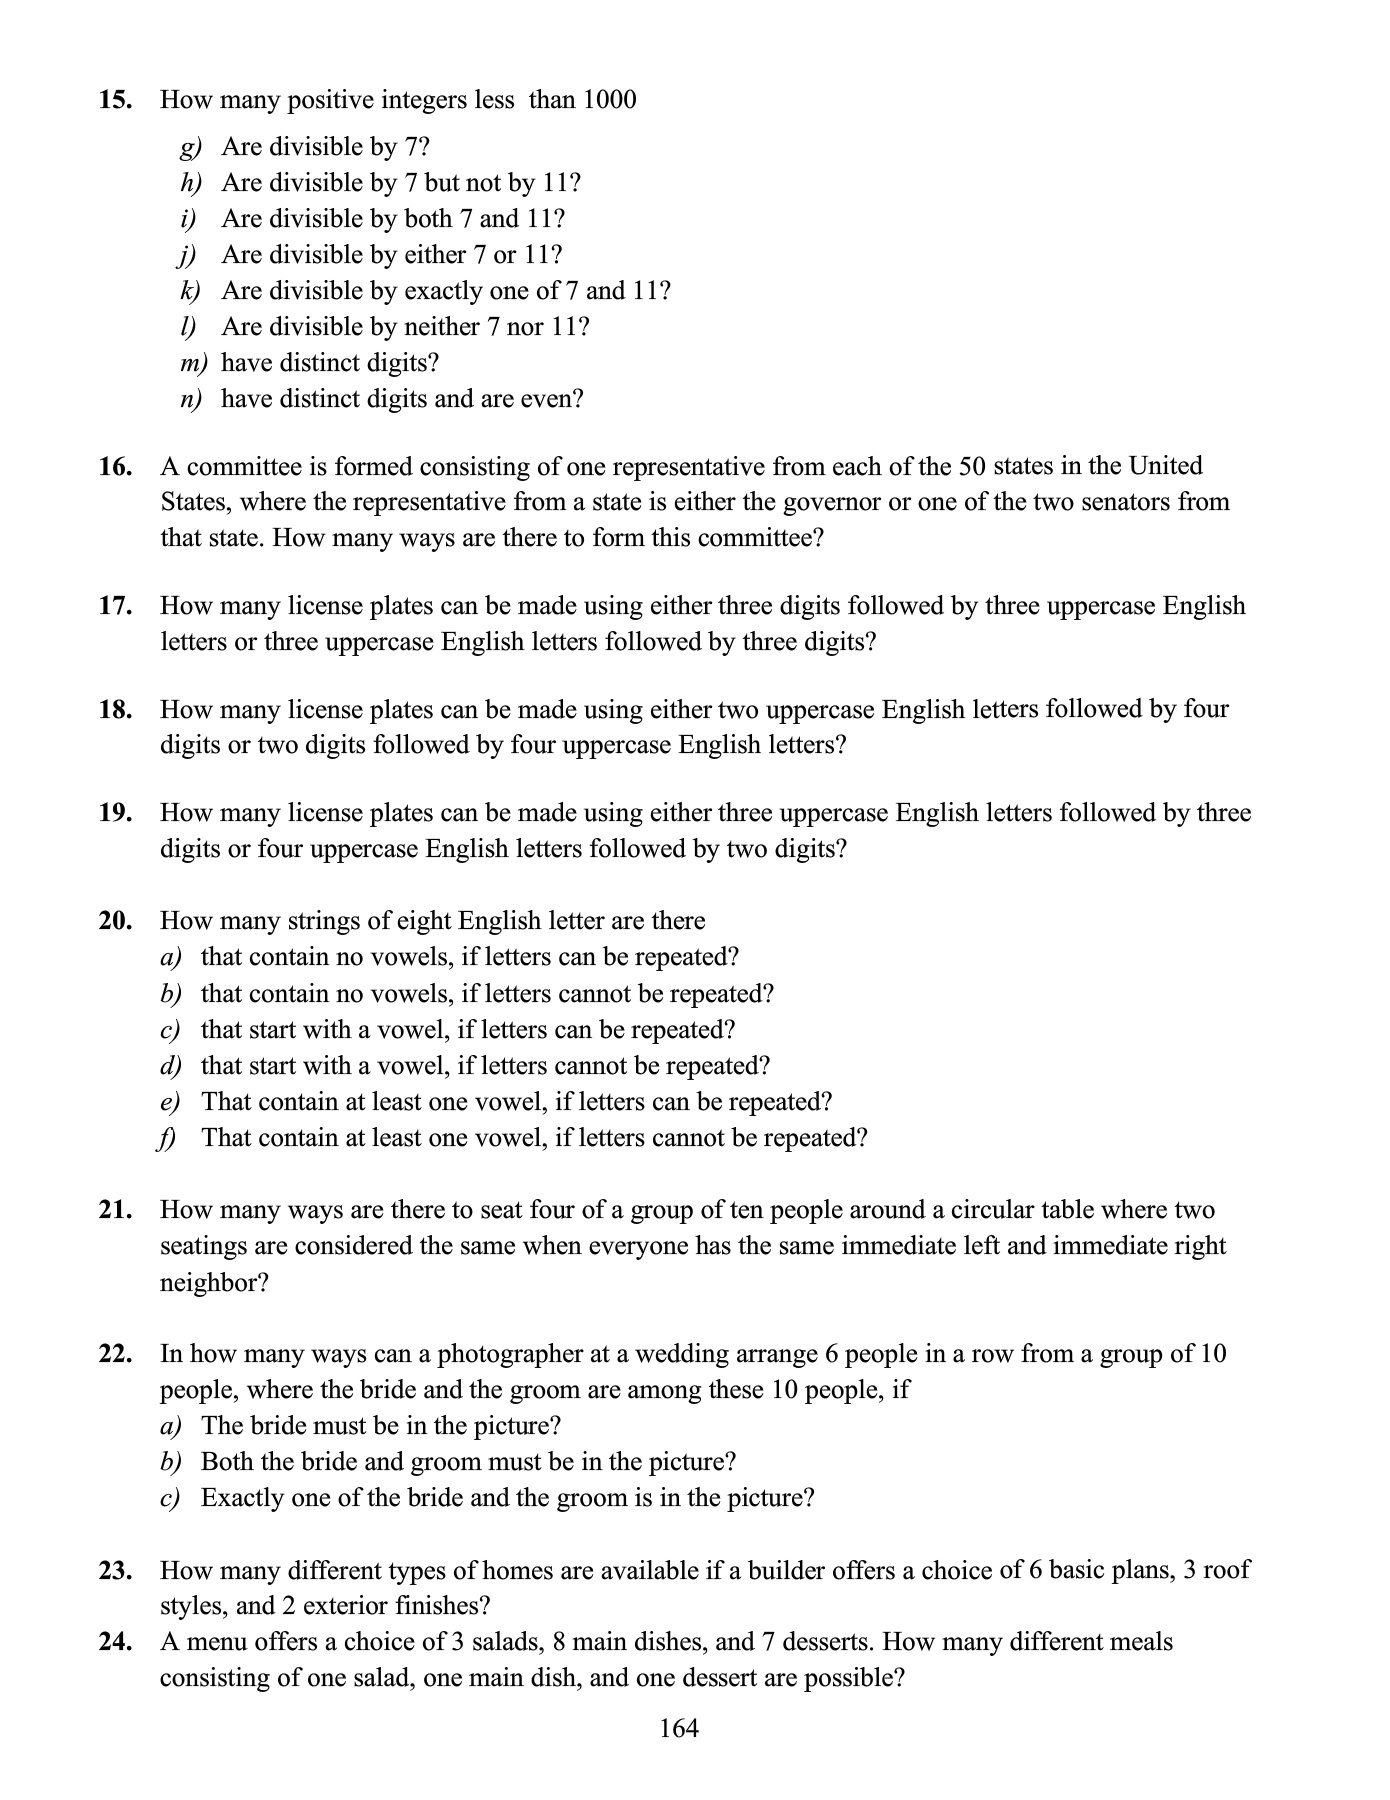 15. How many positive integers less than 1000
g) Are divisible by 7?
h) Are divisible by 7 but not by 11?
i) Are divisible by both 7 and 11?
j) Are divisible by either 7 or 11?
k) Are divisible by exactly one of 7 and 11?
l) Are divisible by neither 7 nor 11?
m) have distinct digits?
n) have distinct digits and are even?
16. A committee is formed consisting of one representative from each of the 50 states in the United
States, where the representative from a state is either the governor or one of the two senators from
that state. How many ways are there to form this committee?
17. How many license plates can be made using either three digits followed by three uppercase English
letters or three uppercase English letters followed by three digits?
18. How many license plates can be made using either two uppercase English letters followed by four
digits or two digits followed by four uppercase English letters?
19. How many license plates can be made using either three uppercase English letters followed by three
digits or four uppercase English letters followed by two digits?
20. How many strings of eight English letter are there
a) that contain no vowels, if letters can be repeated?
b) that contain no vowels, if letters cannot be repeated?
c) that start with a vowel, if letters can be repeated?
d) that start with a vowel, if letters cannot be repeated?
e) That contain at least one vowel, if letters can be repeated?
f) That contain at least one vowel, if letters cannot be repeated?
21. How many ways are there to seat four of a group of ten people around a circular table where two
seatings are considered the same when everyone has the same immediate left and immediate right
neighbor?
22. In how many ways can a photographer at a wedding arrange 6 people in a row from a group of 10
people, where the bride and the groom are among these 10 people, if
a) The bride must be in the picture?
b) Both the bride and groom must be in the picture?
c) Exactly one of the bride and the groom is in the picture?
23. How many different types of homes are available if a builder offers a choice of 6 basic plans, 3 roof
styles, and 2 exterior finishes?
24. A menu offers a choice of 3 salads, 8 main dishes, and 7 desserts. How many different meals
consisting of one salad, one main dish, and one dessert are possible?
164